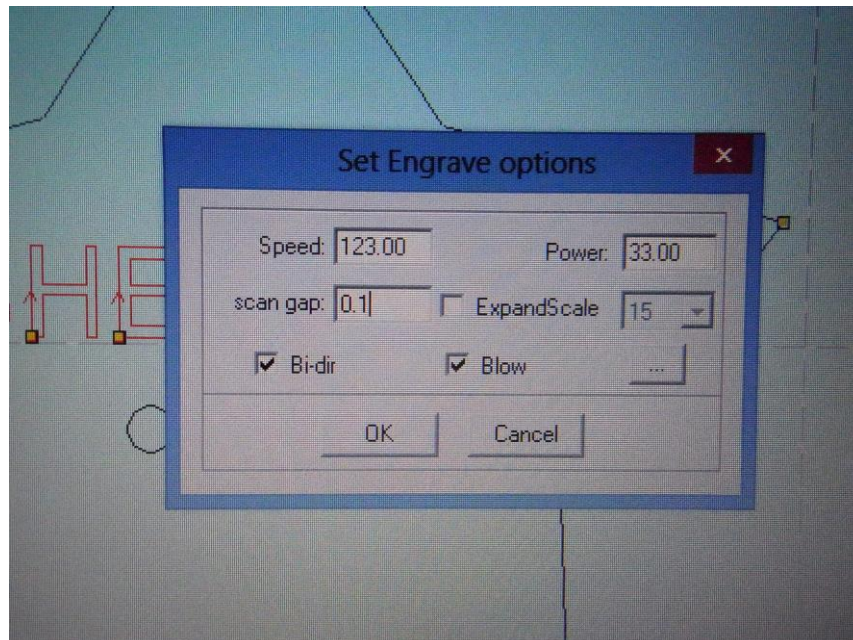 Set Engrave options
Speed: 123.00 Power: 33.00
scan gap: 0.1 ExpandScale 15
Bi-dir Blow ...
HE
OK Cancel